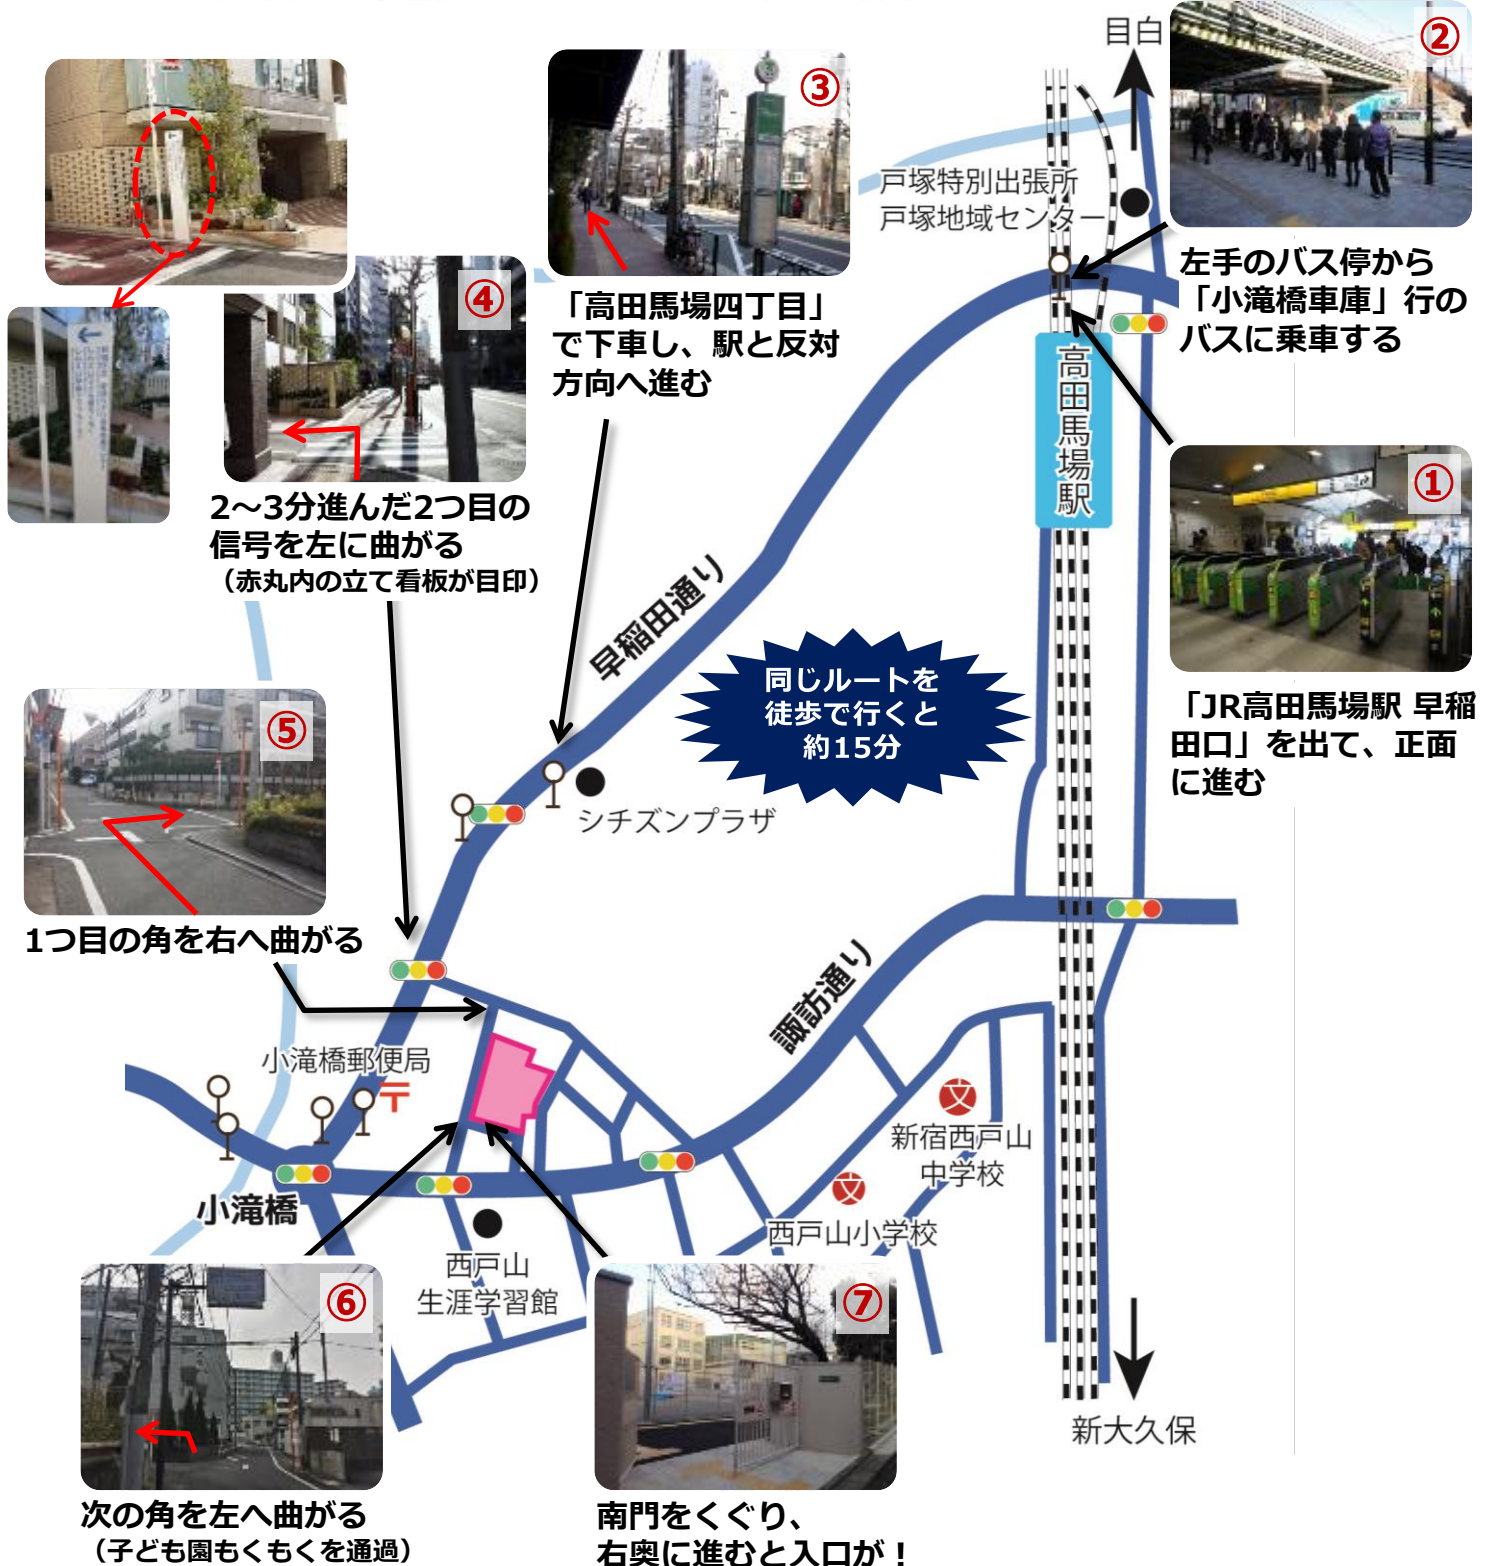 目白
②
左手のバス停から
「小滝橋車庫」行の
バスに乗車する
③
「高田馬場四丁目」
で下車し、駅と反対
方向へ進む
④
2～3分進んだ2つ目の
信号を左に曲がる
（赤丸内の立て看板が目印）
戸塚特別出張所
戸塚地域センター
高田馬場駅
①
「JR高田馬場駅 早稲
田口」を出て、正面
に進む
早稲田通り
同じルートを
徒歩で行くと
約15分
⑤
1つ目の角を右へ曲がる
シチズンプラザ
諏訪通り
小滝橋郵便局
〒
小滝橋
文
新宿西戸山
中学校
文
西戸山小学校
西戸山
生涯学習館
⑥
次の角を左へ曲がる
（子ども園もくもくを通過）
⑦
南門をくぐり、
右奥に進むと入口が！
新大久保